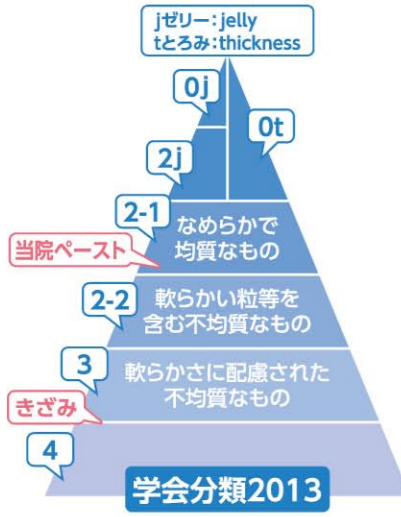 jゼリー：jelly
tとろみ：thickness
0j
0t
2j
2-1
なめらかで
均質なもの
当院ペースト
2-2
軟らかい粒等を
含む不均質なもの
3
軟らかさに配慮された
不均質なもの
きざみ
4
学会分類2013